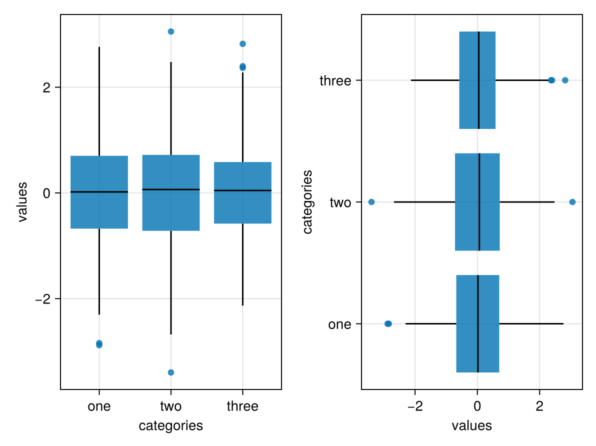 2
0
−2
values
one two three
categories
three
two
one
categories
−2 0 2
values